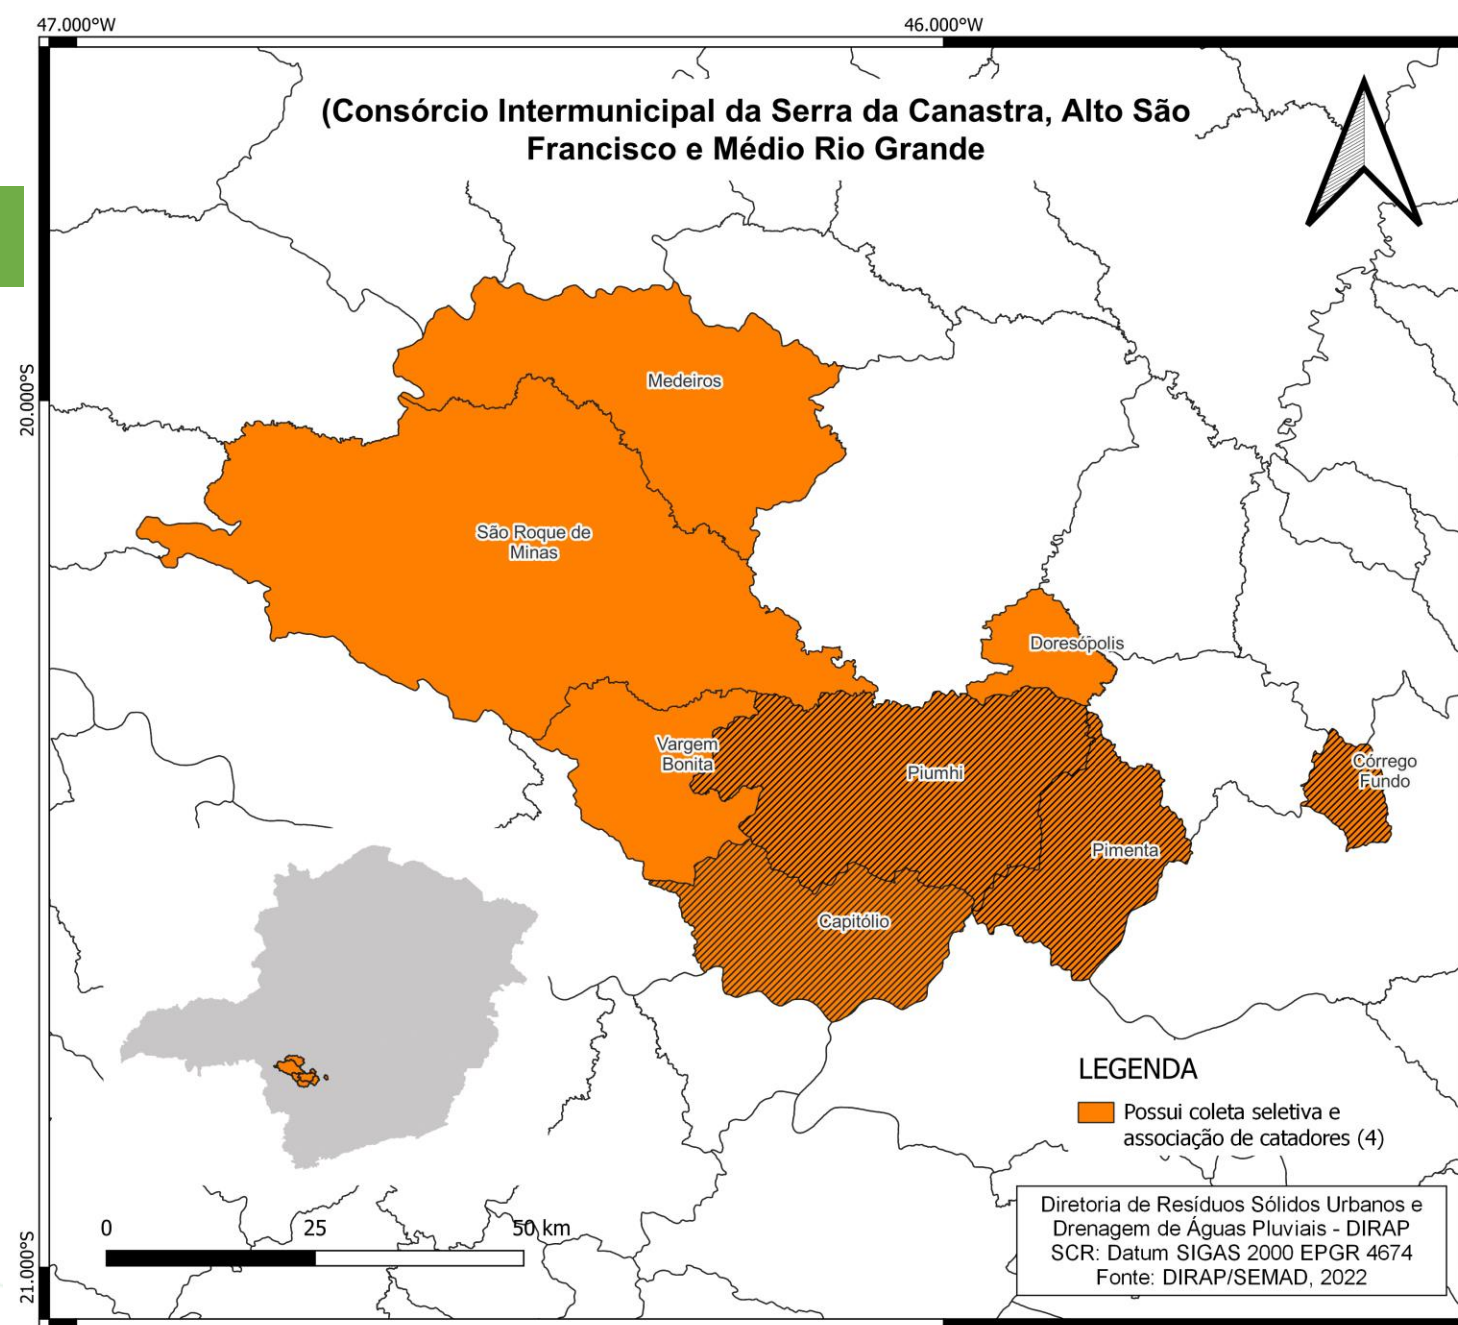 47.000°W
46.000°W
(Consórcio Intermunicipal da Serra da Canastra, Alto São
Francisco e Médio Rio Grande
20.000°S
Medeiros
São Roque de
Minas
Doresópolis
Vargem
Bonita
Piumhi
Córrego
Fundo
Pimenta
Capitólio
LEGENDA
Possui coleta seletiva e
associação de catadores (4)
0 25 50 km
Diretoria de Resíduos Sólidos Urbanos e
Drenagem de Águas Pluviais - DIRAP
SCR: Datum SIGAS 2000 EPGR 4674
Fonte: DIRAP/SEMAD, 2022
21.000°S